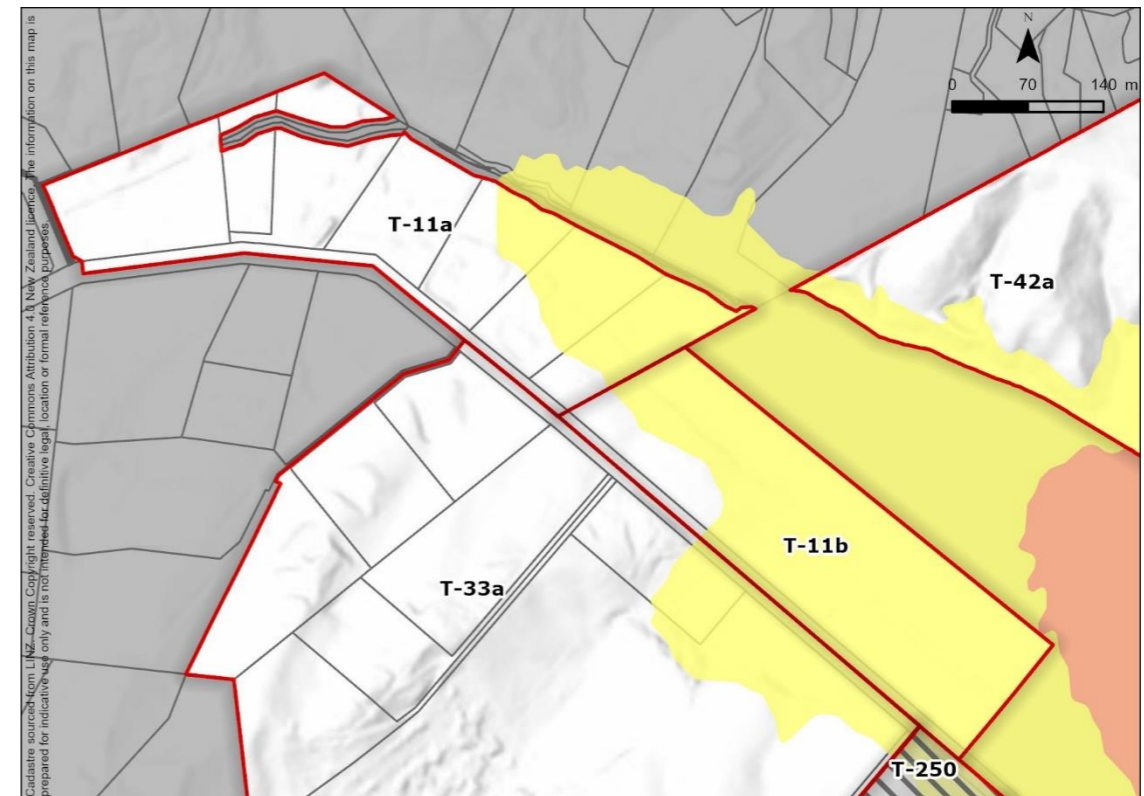 Cadastre sourced from LINZ. Crown Copyright reserved. Creative Commons Attribution 4.0 New Zealand licence. The information on this map is
prepared for indicative use only and is not intended for definitive legal, location or formal reference purposes.
N
0 70 140 m
T-11a
T-42a
T-11b
T-33a
T-250